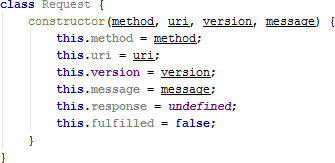 class Request {
constructor(method, uri, version, message) {
this.method = method;
this.uri = uri;
this.version = version;
this.message = message;
this.response = undefined;
this.fulfilled = false;
}
}